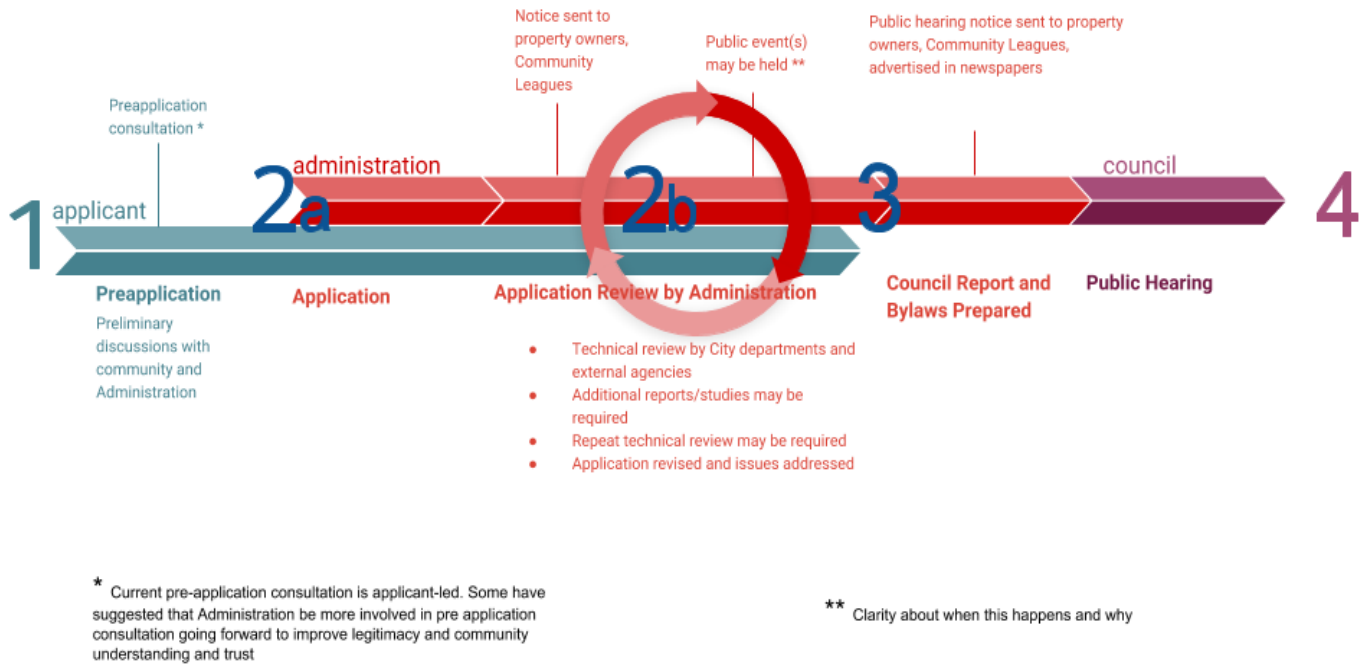 Notice sent to
property owners,
Community
Leagues
Public event(s)
may be held **
Public hearing notice sent to property
owners, Community Leagues,
advertised in newspapers
Preapplication
consultation *
1
applicant
2a
administration
2b
3
council
4
Preapplication
Preliminary
discussions with
community and
Administration
Application
Application Review by Administration
● Technical review by City departments and
external agencies
● Additional reports/studies may be
required
● Repeat technical review may be required
● Application revised and issues addressed
Council Report and
Bylaws Prepared
Public Hearing
* Current pre-application consultation is applicant-led. Some have
suggested that Administration be more involved in pre application
consultation going forward to improve legitimacy and community
understanding and trust
** Clarity about when this happens and why